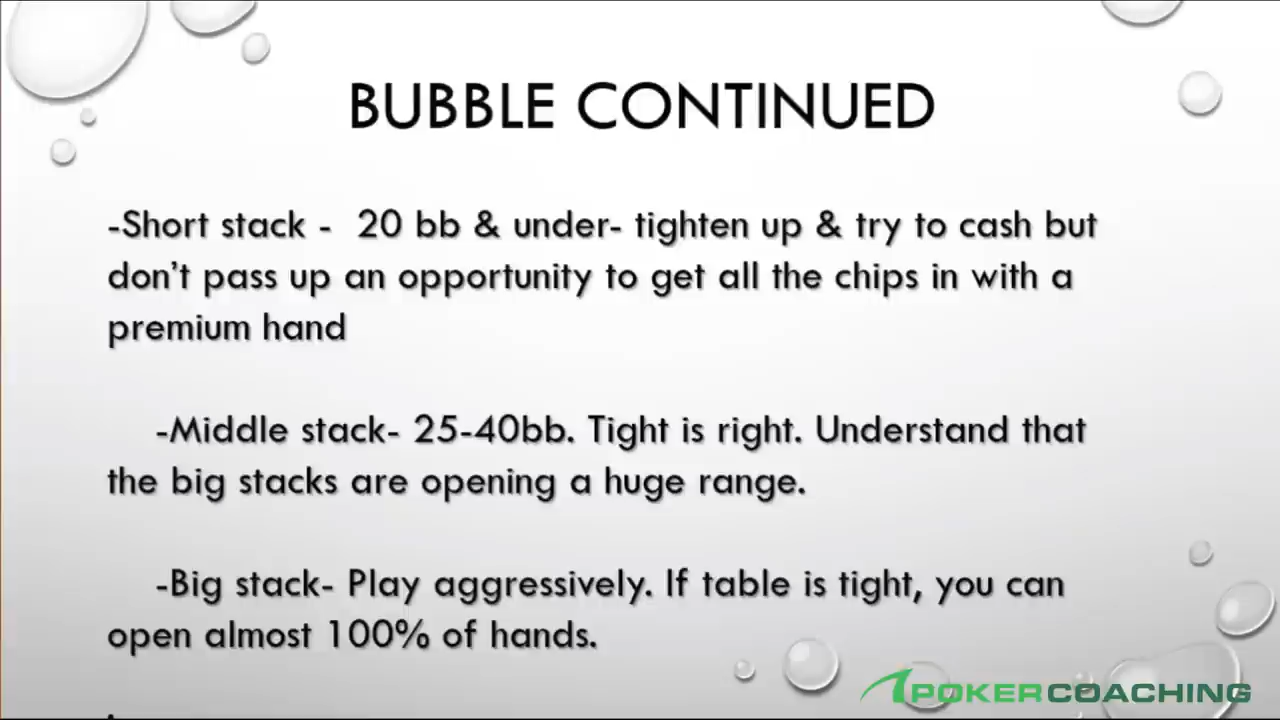 BUBBLE CONTINUED
-Short stack -  20 bb & under- tighten up & try to cash but
don't pass up an opportunity to get all the chips in with a
premium hand
-Middle stack- 25-40bb. Tight is right. Understand that
the big stacks are opening a huge range.
-Big stack- Play aggressively. If table is tight, you can
open almost 100% of hands.
POKERCOACHING